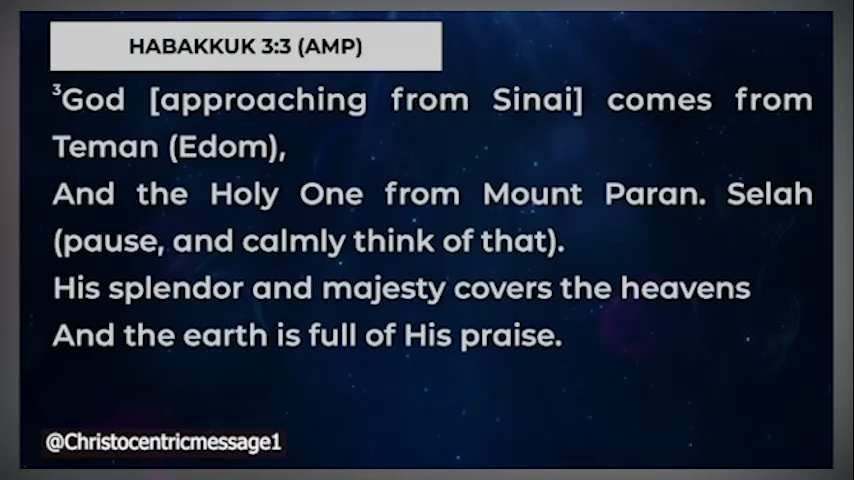 HABAKKUK 3:3 (AMP)
³God [approaching from Sinai] comes from
Teman (Edom),
And the Holy One from Mount Paran. Selah
(pause, and calmly think of that).
His splendor and majesty covers the heavens
And the earth is full of His praise.
@Christocentricmessage1